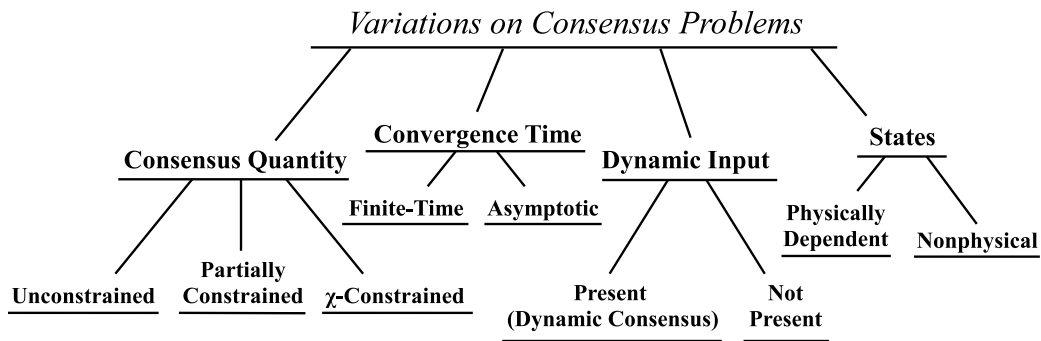 Variations on Consensus Problems
Consensus Quantity
Convergence Time
Dynamic Input
States
Unconstrained
Partially
Constrained
χ-Constrained
Finite-Time
Asymptotic
Present
(Dynamic Consensus)
Not
Present
Physically
Dependent
Nonphysical